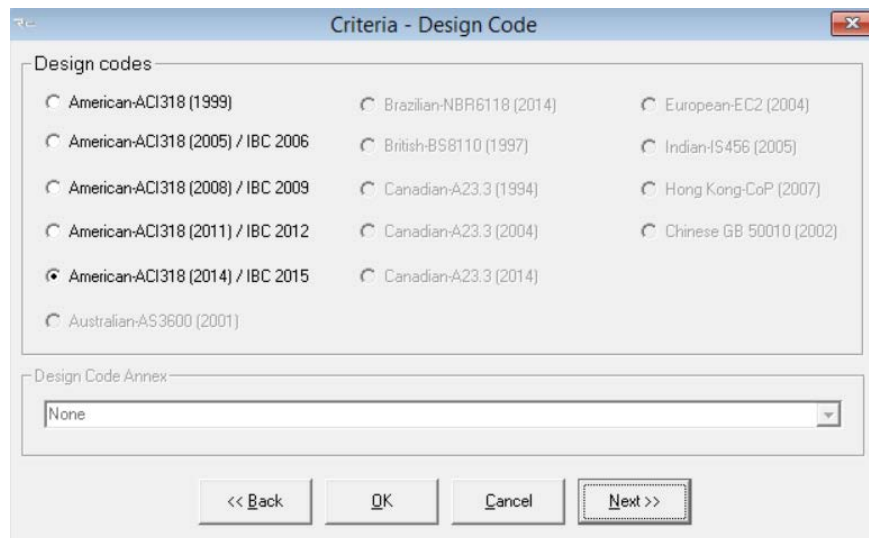 Criteria - Design Code
Design codes
American-ACI318 (1999)
American-ACI318 (2005) / IBC 2006
American-ACI318 (2008) / IBC 2009
American-ACI318 (2011) / IBC 2012
American-ACI318 (2014) / IBC 2015
Australian-AS3600 (2001)
Brazilian-NBR6118 (2014)
British-BS8110 (1997)
Canadian-A23.3 (1994)
Canadian-A23.3 (2004)
Canadian-A23.3 (2014)
European-EC2 (2004)
Indian-IS456 (2005)
Hong Kong-CoP (2007)
Chinese GB 50010 (2002)
Design Code Annex
None
<< Back
OK
Cancel
Next >>